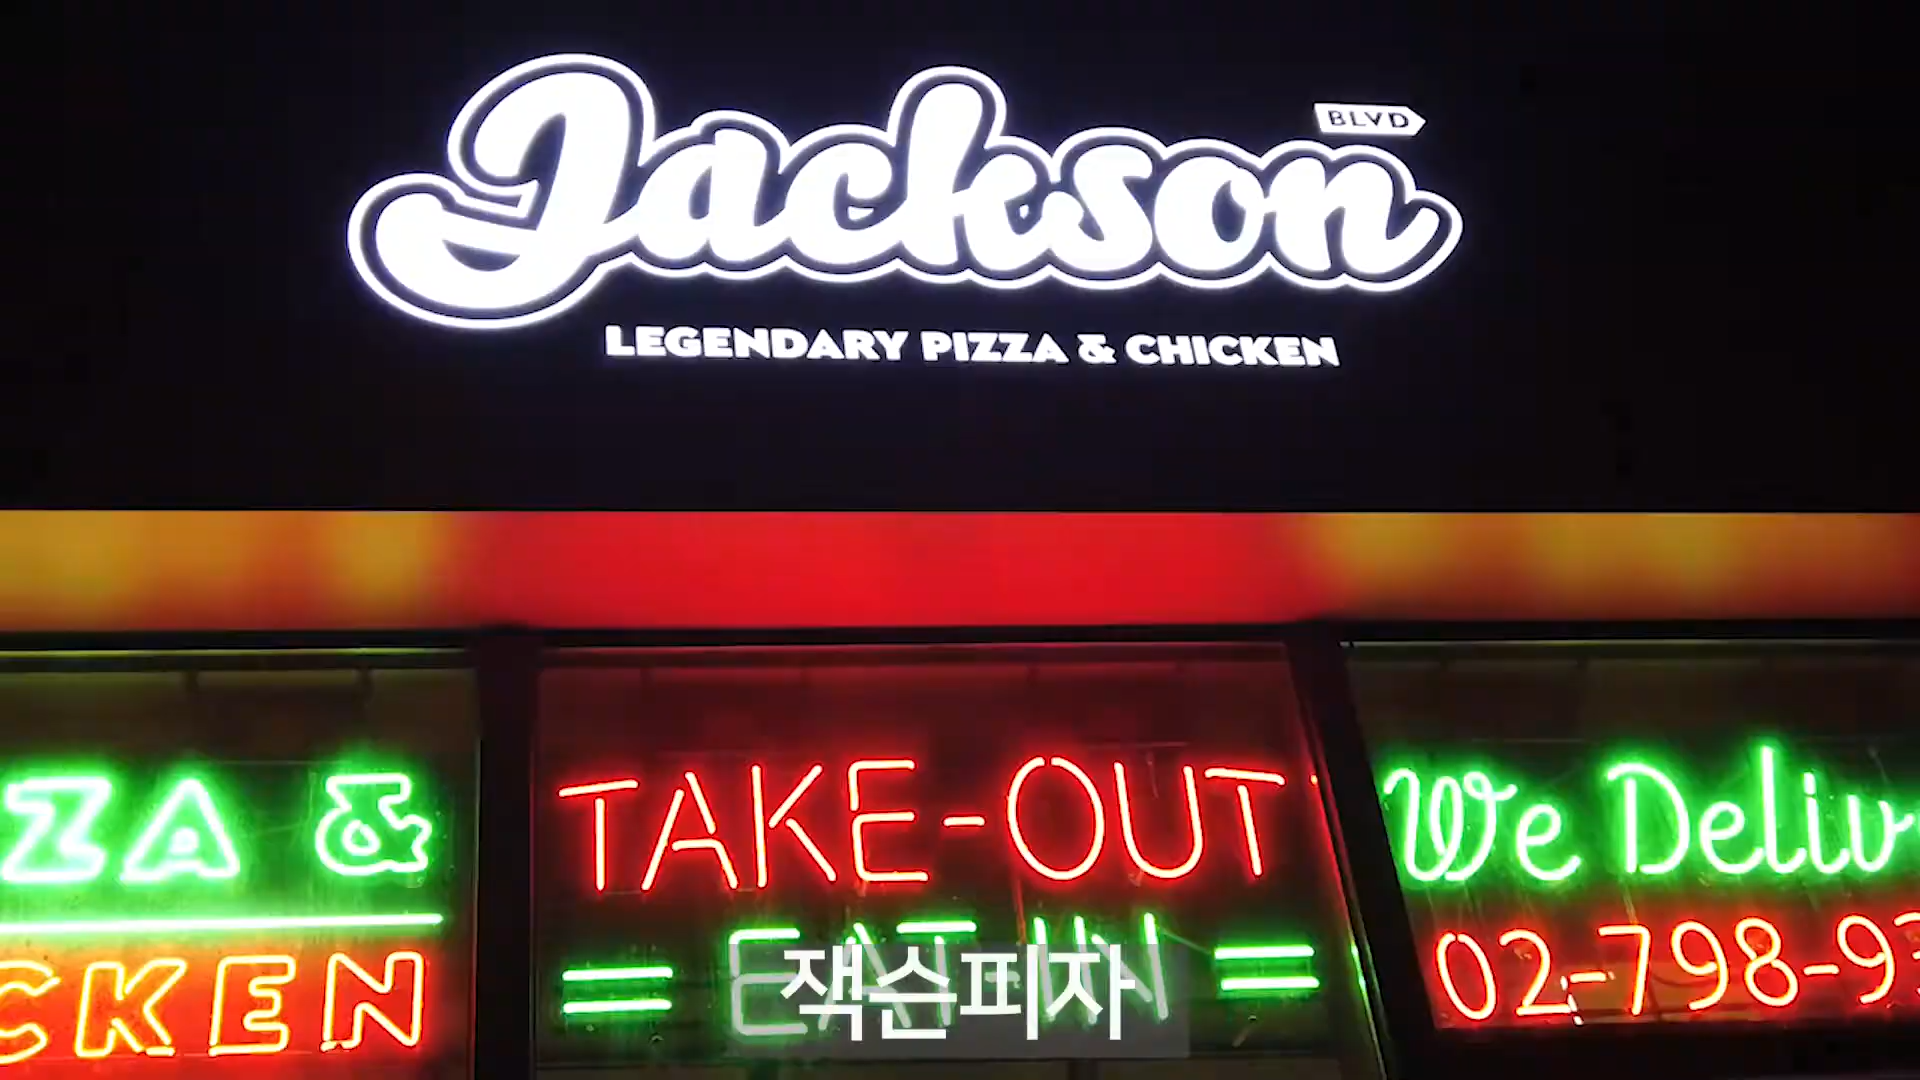 Jackson
BLVD
LEGENDARY PIZZA & CHICKEN
TAKE-OUT
= EAT-IN =
ZA &
CKEN
We Deliv
02-798-93
잭슨피자